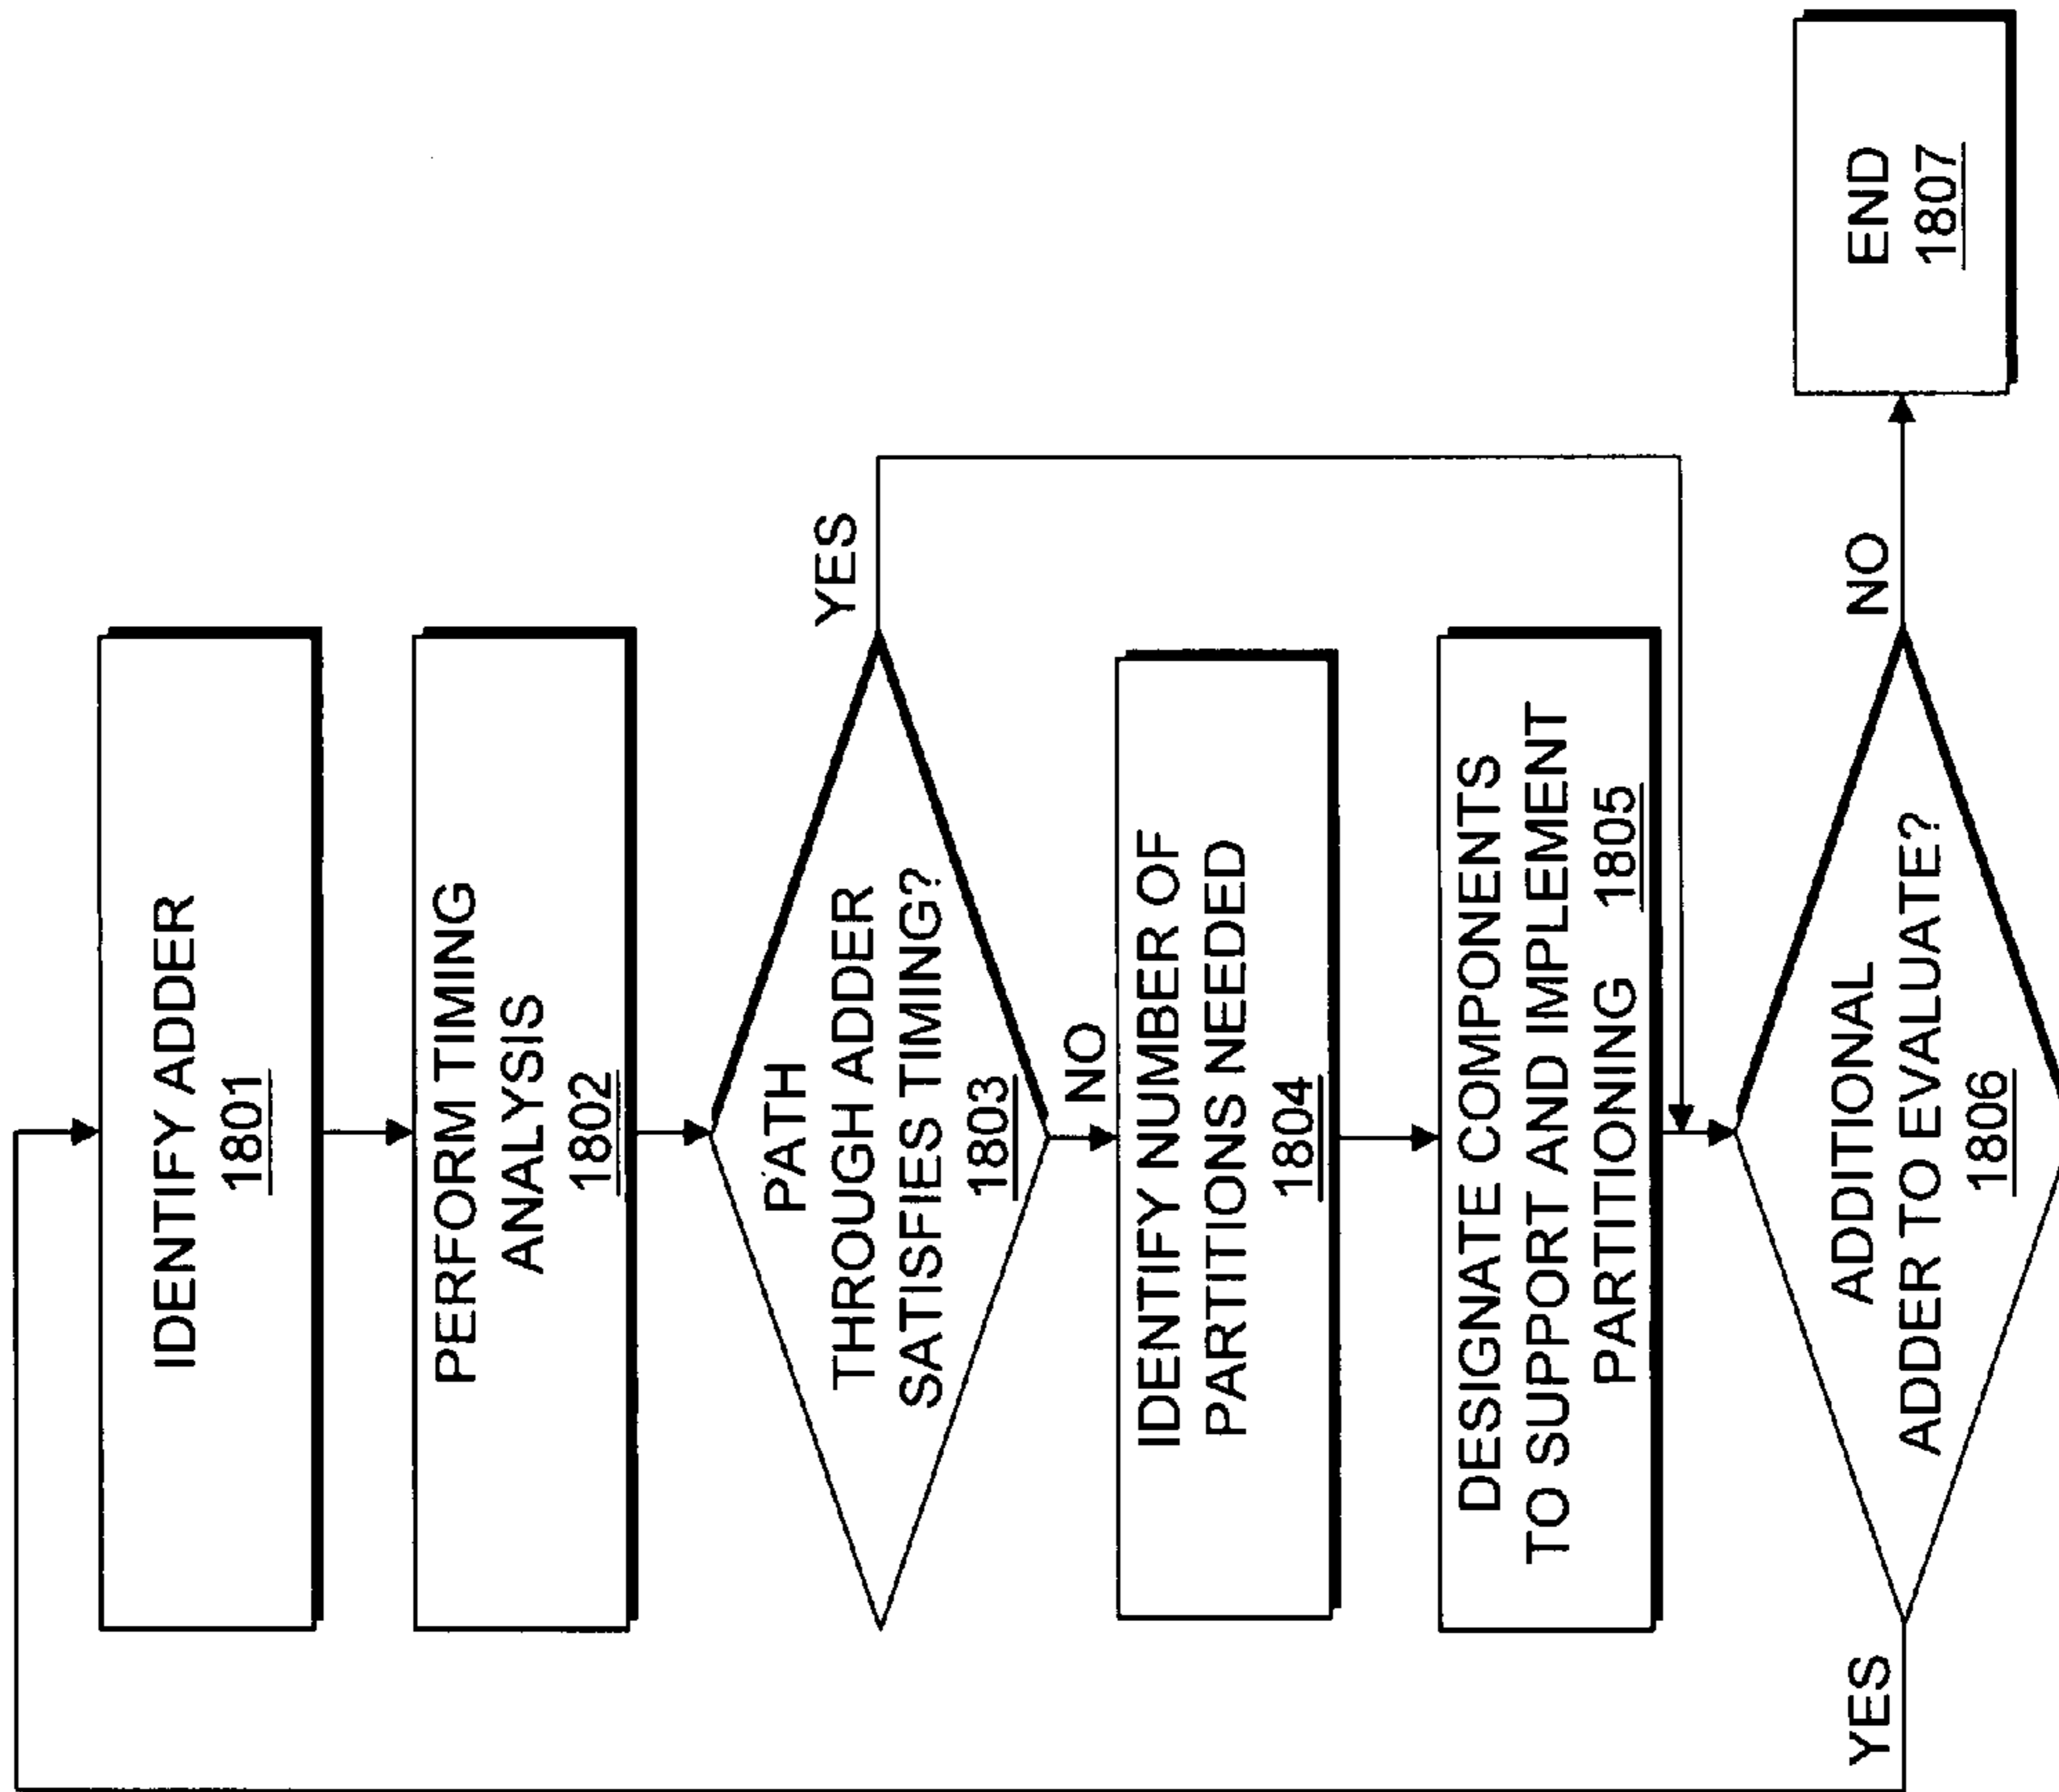 IDENTIFY ADDER
1801
PERFORM TIMING
ANALYSIS
1802
PATH
THROUGH ADDER
SATISFIES TIMING?
1803
YES
NO
IDENTIFY NUMBER OF
PARTITIONS NEEDED
1804
DESIGNATE COMPONENTS
TO SUPPORT AND IMPLEMENT
PARTITIONING 1805
ADDITIONAL
ADDER TO EVALUATE?
1806
YES
NO
END
1807